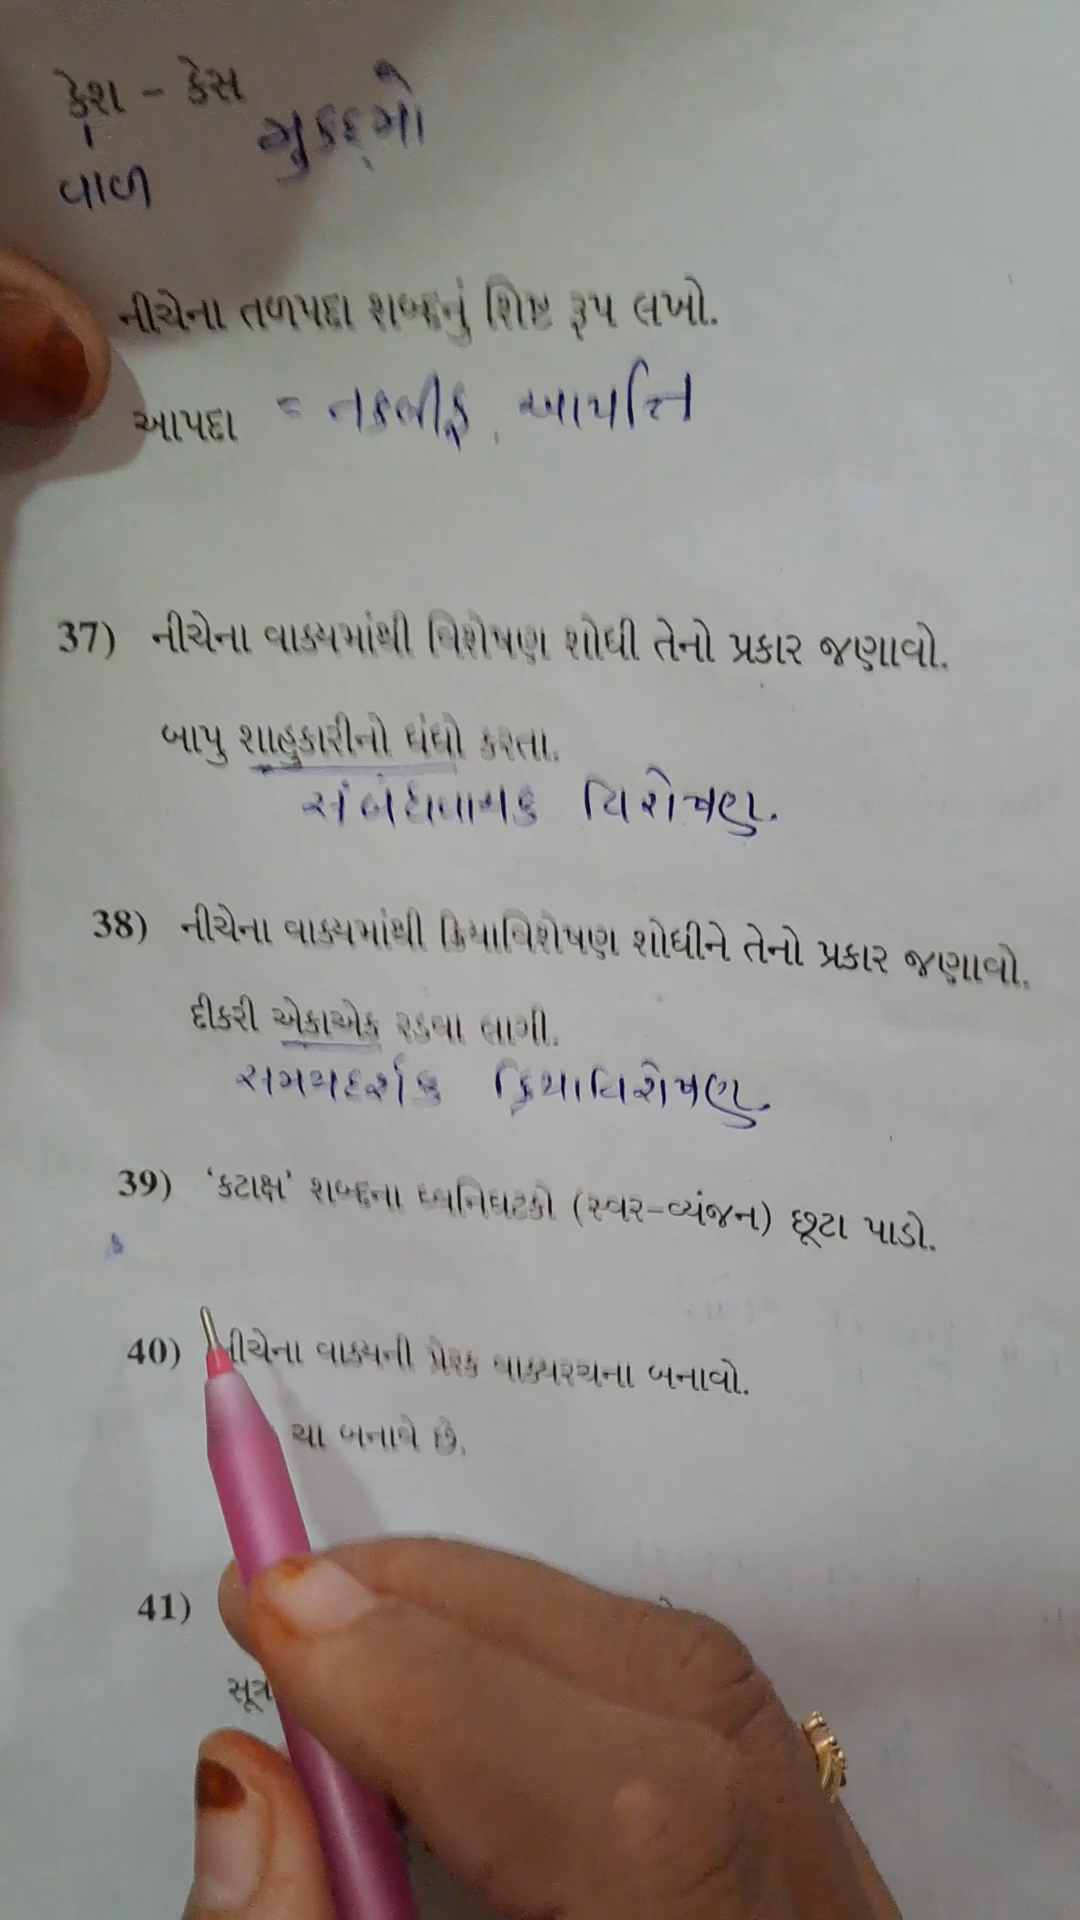 કેશ - કેસ
મુકદ્દમો
વાળ
નીચેના તળપદા શબ્દનું શિષ્ટ રૂપ લખો.
આપદા = તકલીફ, આપત્તિ
37) નીચેના વાક્યમાંથી વિશેષણ શોધી તેનો પ્રકાર જણાવો.
બાપુ શાહુકારીનો ધંધો કરતા.
સંબંધવાચક વિશેષણ.
38) નીચેના વાક્યમાંથી ક્રિયાવિશેષણ શોધીને તેનો પ્રકાર જણાવો.
દીકરી એકાએક રડવા લાગી.
સમયદર્શક ક્રિયાવિશેષણ.
39) 'કટાક્ષ' શબ્દના ધ્વનિઘટકો (સ્વર-વ્યંજન) છૂટા પાડો.
40) નીચેના વાક્યની પ્રેરક વાક્યરચના બનાવો.
ચા બનાવે છે.
41)
સૂત્ર